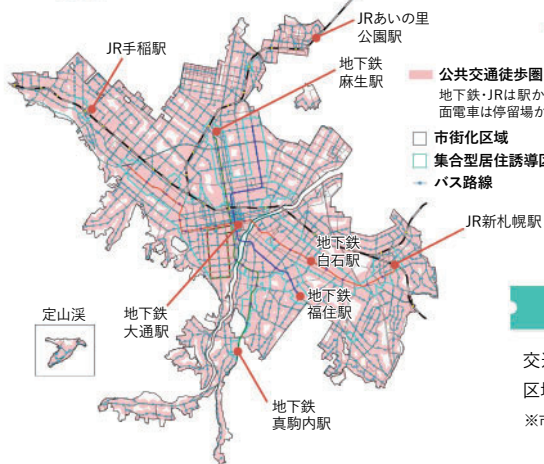 JRあいの里
公園駅
JR手稲駅
地下鉄
麻生駅
公共交通徒歩圏
地下鉄・JRは駅か
面電車は停留場か
市街化区域
集合型居住誘導区
バス路線
JR新札幌駅
地下鉄
白石駅
地下鉄
福住駅
地下鉄
大通駅
定山渓
地下鉄
真駒内駅
交通
区域
※市